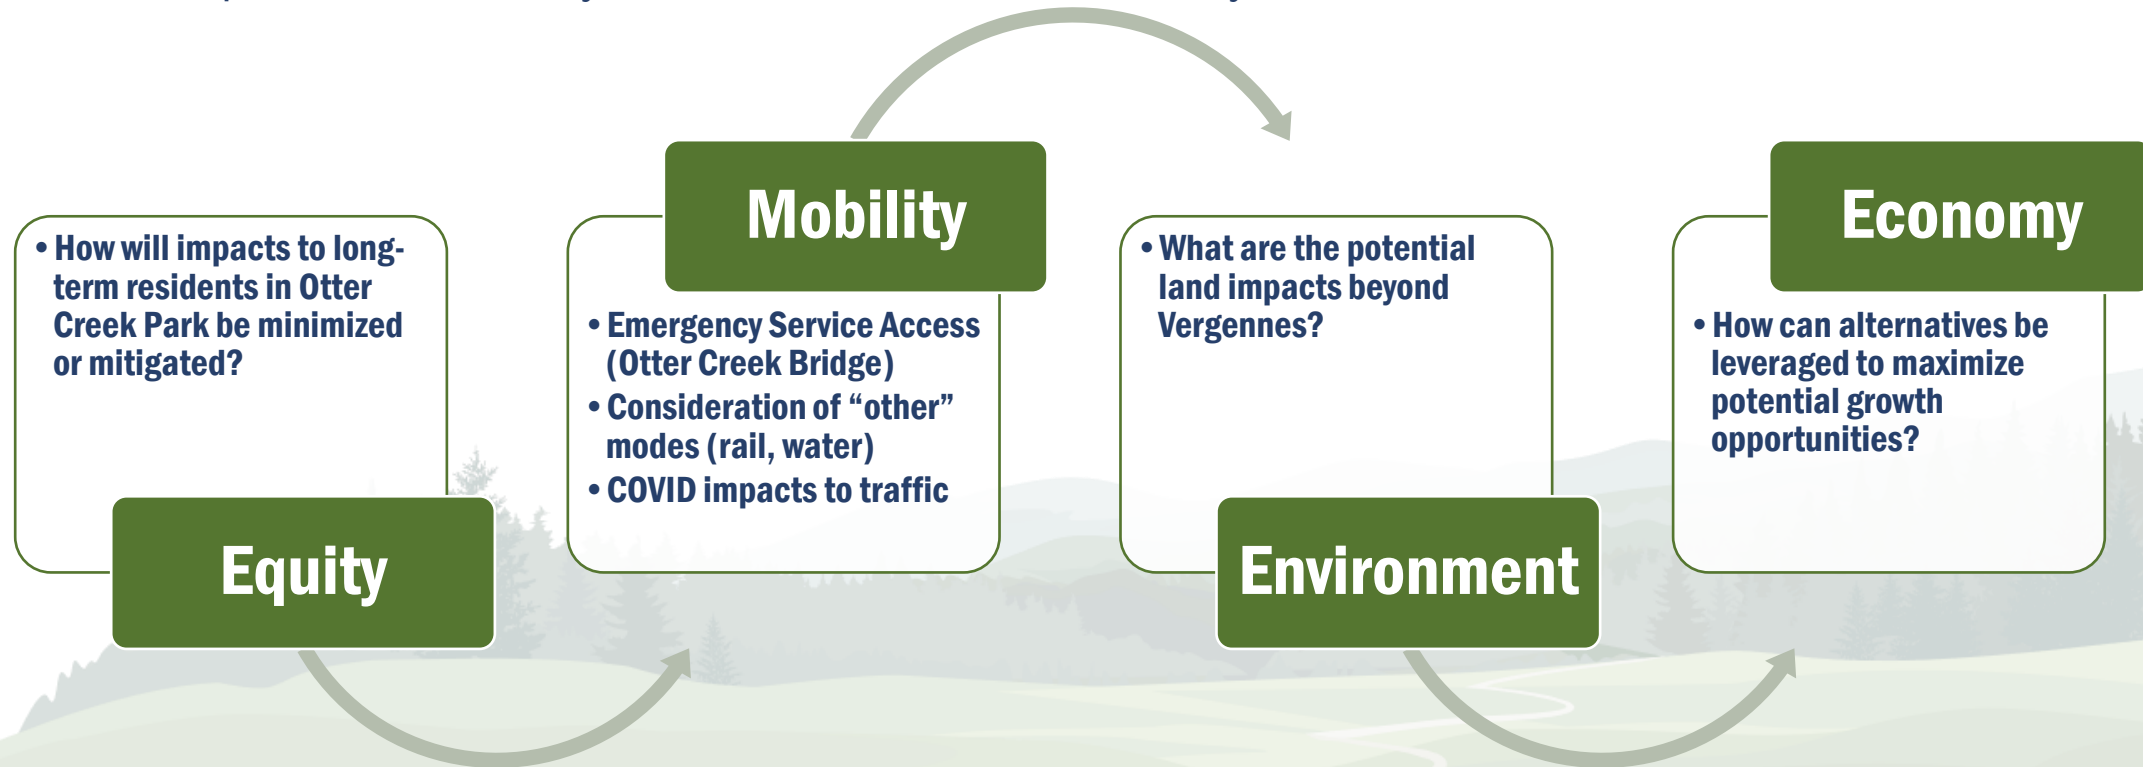 • How will impacts to long-
term residents in Otter
Creek Park be minimized
or mitigated?
Equity
Mobility
• Emergency Service Access
(Otter Creek Bridge)
• Consideration of “other”
modes (rail, water)
• COVID impacts to traffic
• What are the potential
land impacts beyond
Vergennes?
Environment
Economy
• How can alternatives be
leveraged to maximize
potential growth
opportunities?